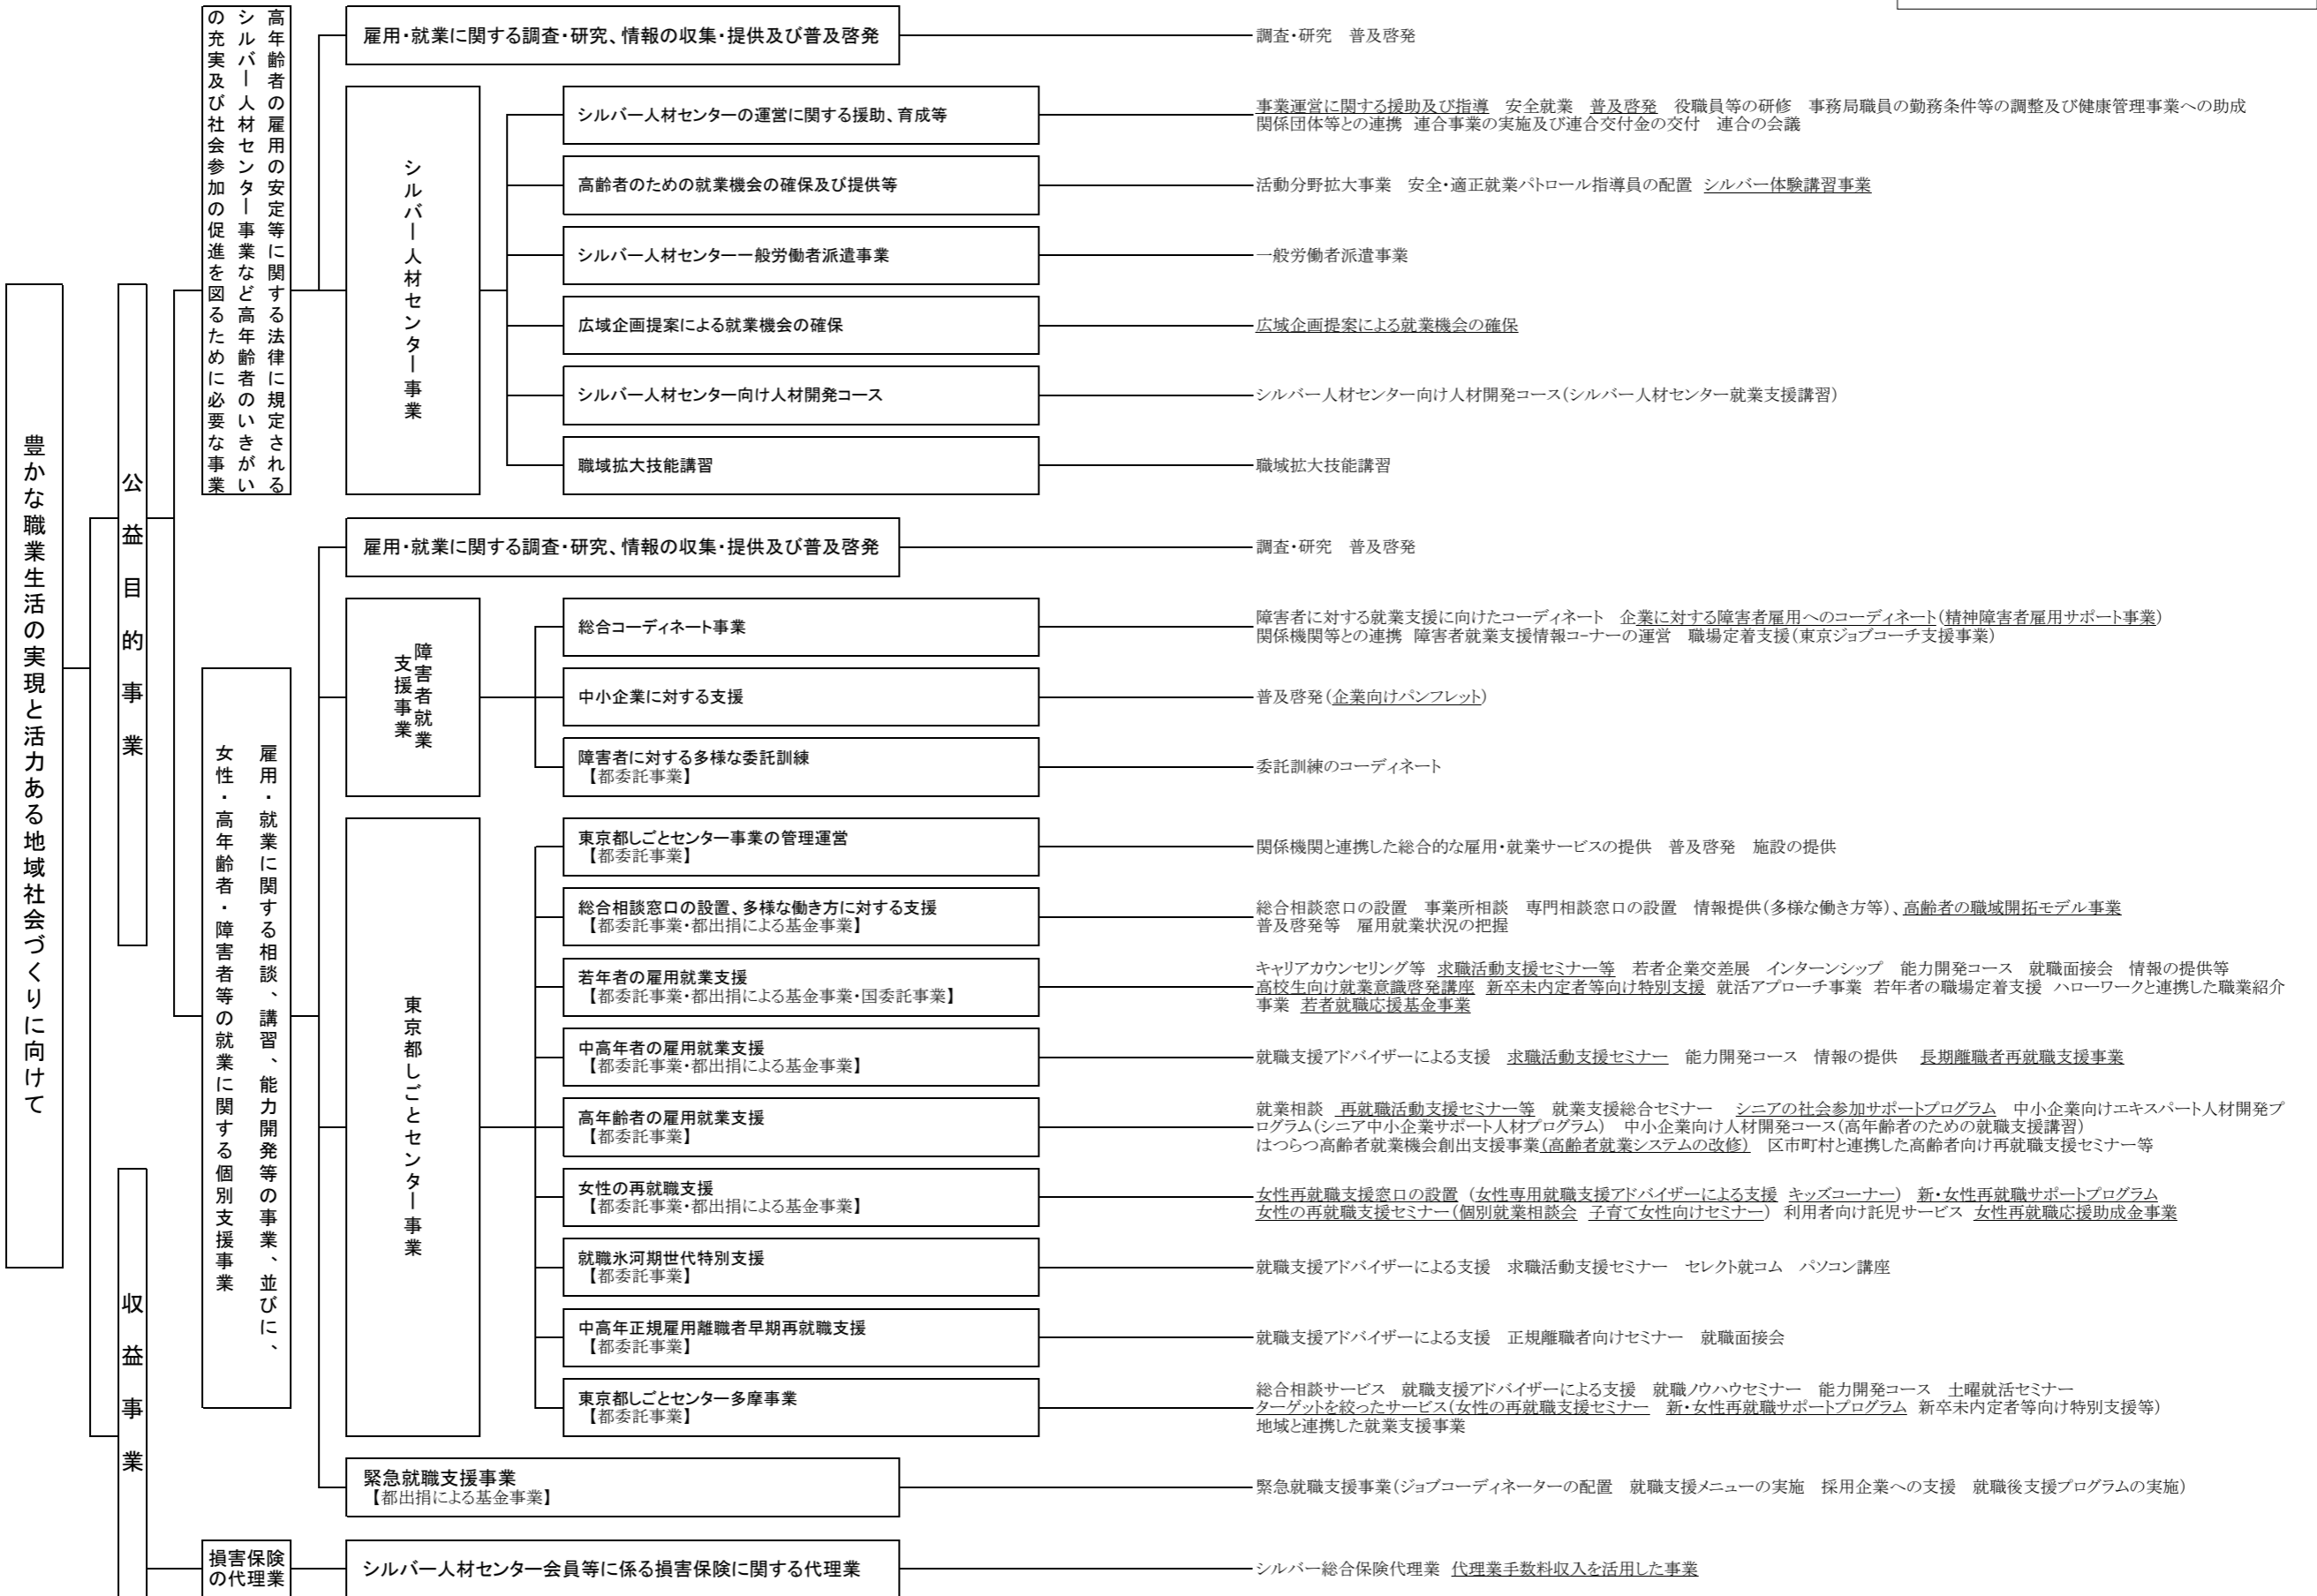 豊かな職業生活の実現と活力ある地域社会づくりに向けて
公益目的事業
高年齢者の雇用の安定等に関する法律に規定される
シルバー人材センター事業など高年齢者のいきがい
の充実及び社会参加の促進を図るために必要な事業
雇用・就業に関する調査・研究、情報の収集・提供及び普及啓発
調査・研究　普及啓発
シルバー人材センター事業
シルバー人材センターの運営に関する援助、育成等
事業運営に関する援助及び指導　安全就業　普及啓発　役職員等の研修　事務局職員の勤務条件等の調整及び健康管理事業への助成
関係団体等との連携　連合事業の実施及び連合交付金の交付　連合の会議
高齢者のための就業機会の確保及び提供等
活動分野拡大事業　安全・適正就業パトロール指導員の配置　シルバー体験講習事業
シルバー人材センター一般労働者派遣事業
一般労働者派遣事業
広域企画提案による就業機会の確保
広域企画提案による就業機会の確保
シルバー人材センター向け人材開発コース
シルバー人材センター向け人材開発コース(シルバー人材センター就業支援講習)
職域拡大技能講習
職域拡大技能講習
雇用・就業に関する相談、講習、能力開発等の事業、並びに、
女性・高年齢者・障害者等の就業に関する個別支援事業
雇用・就業に関する調査・研究、情報の収集・提供及び普及啓発
調査・研究　普及啓発
障害者就業
支援事業
総合コーディネート事業
障害者に対する就業支援に向けたコーディネート　企業に対する障害者雇用へのコーディネート(精神障害者雇用サポート事業)
関係機関等との連携　障害者就業支援情報コーナーの運営　職場定着支援(東京ジョブコーチ支援事業)
中小企業に対する支援
普及啓発(企業向けパンフレット)
障害者に対する多様な委託訓練
【都委託事業】
委託訓練のコーディネート
東京都しごとセンター事業
東京都しごとセンター事業の管理運営
【都委託事業】
関係機関と連携した総合的な雇用・就業サービスの提供　普及啓発　施設の提供
総合相談窓口の設置、多様な働き方に対する支援
【都委託事業・都出捐による基金事業】
総合相談窓口の設置　事業所相談　専門相談窓口の設置　情報提供(多様な働き方等)、高齢者の職域開拓モデル事業
普及啓発等　雇用就業状況の把握
若年者の雇用就業支援
【都委託事業・都出捐による基金事業・国委託事業】
キャリアカウンセリング等　求職活動支援セミナー等　若者企業交差展　インターンシップ　能力開発コース　就職面接会　情報の提供等
高校生向け就業意識啓発講座　新卒未内定者等向け特別支援　就活アプローチ事業　若年者の職場定着支援　ハローワークと連携した職業紹介
事業　若者就職応援基金事業
中高年者の雇用就業支援
【都委託事業・都出捐による基金事業】
就職支援アドバイザーによる支援　求職活動支援セミナー　能力開発コース　情報の提供　長期離職者再就職支援事業
高年齢者の雇用就業支援
【都委託事業】
就業相談　再就職活動支援セミナー等　就業支援総合セミナー　シニアの社会参加サポートプログラム　中小企業向けエキスパート人材開発プ
ログラム(シニア中小企業サポート人材プログラム)　中小企業向け人材開発コース(高年齢者のための就職支援講習)
はつらつ高齢者就業機会創出支援事業(高齢者就業システムの改修)　区市町村と連携した高齢者向け再就職支援セミナー等
女性の再就職支援
【都委託事業・都出捐による基金事業】
女性再就職支援窓口の設置　(女性専用就職支援アドバイザーによる支援　キッズコーナー)　新・女性再就職サポートプログラム
女性の再就職支援セミナー(個別就業相談会　子育て女性向けセミナー)　利用者向け託児サービス　女性再就職応援助成金事業
就職氷河期世代特別支援
【都委託事業】
就職支援アドバイザーによる支援　求職活動支援セミナー　セレクト就コム　パソコン講座
中高年正規雇用離職者早期再就職支援
【都委託事業】
就職支援アドバイザーによる支援　正規離職者向けセミナー　就職面接会
東京都しごとセンター多摩事業
【都委託事業】
総合相談サービス　就職支援アドバイザーによる支援　就職ノウハウセミナー　能力開発コース　土曜就活セミナー
ターゲットを絞ったサービス(女性の再就職支援セミナー　新・女性再就職サポートプログラム　新卒未内定者等向け特別支援等)
地域と連携した就業支援事業
緊急就職支援事業
【都出捐による基金事業】
緊急就職支援事業(ジョブコーディネーターの配置　就職支援メニューの実施　採用企業への支援　就職後支援プログラムの実施)
収益事業
損害保険
の代理業
シルバー人材センター会員等に係る損害保険に関する代理業
シルバー総合保険代理業　代理業手数料収入を活用した事業